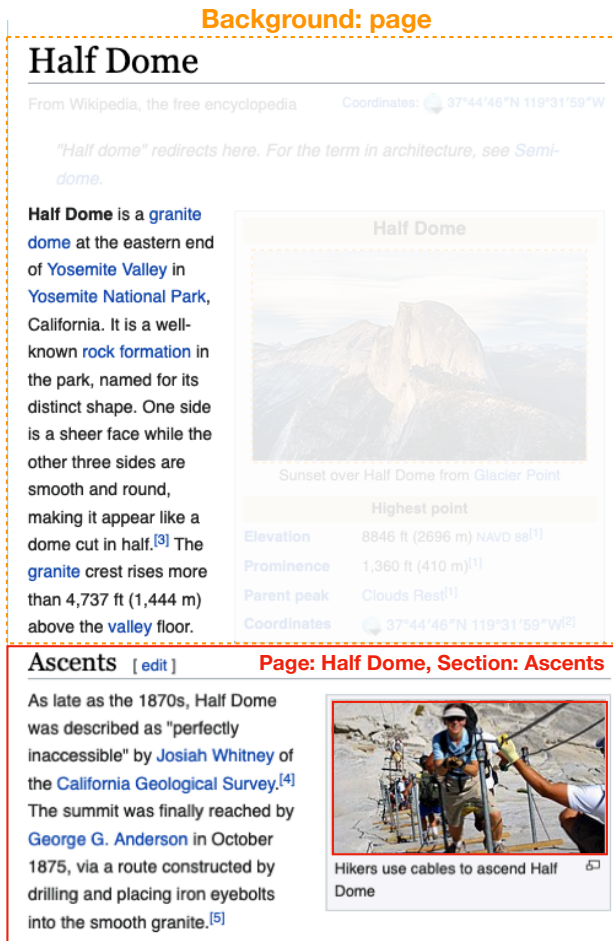 Background: page
Half Dome
From Wikipedia, the free encyclopedia
Coordinates: 37°44′46″N 119°31′59″W
"Half dome" redirects here. For the term in architecture, see Semi-
dome.
Half Dome is a granite
dome at the eastern end
of Yosemite Valley in
Yosemite National Park,
California. It is a well-
known rock formation in
the park, named for its
distinct shape. One side
is a sheer face while the
other three sides are
smooth and round,
making it appear like a
dome cut in half.[3] The
granite crest rises more
than 4,737 ft (1,444 m)
above the valley floor.
Half Dome
Sunset over Half Dome from Glacier Point
Highest point
Elevation 8846 ft (2696 m) NAVD 88[1]
Prominence 1,360 ft (410 m)[1]
Parent peak Clouds Rest[1]
Coordinates 37°44′46″N 119°31′59″W[2]
Ascents [ edit ]
Page: Half Dome, Section: Ascents
As late as the 1870s, Half Dome
was described as "perfectly
inaccessible" by Josiah Whitney of
the California Geological Survey.[4]
The summit was finally reached by
George G. Anderson in October
1875, via a route constructed by
drilling and placing iron eyebolts
into the smooth granite.[5]
Hikers use cables to ascend Half
Dome